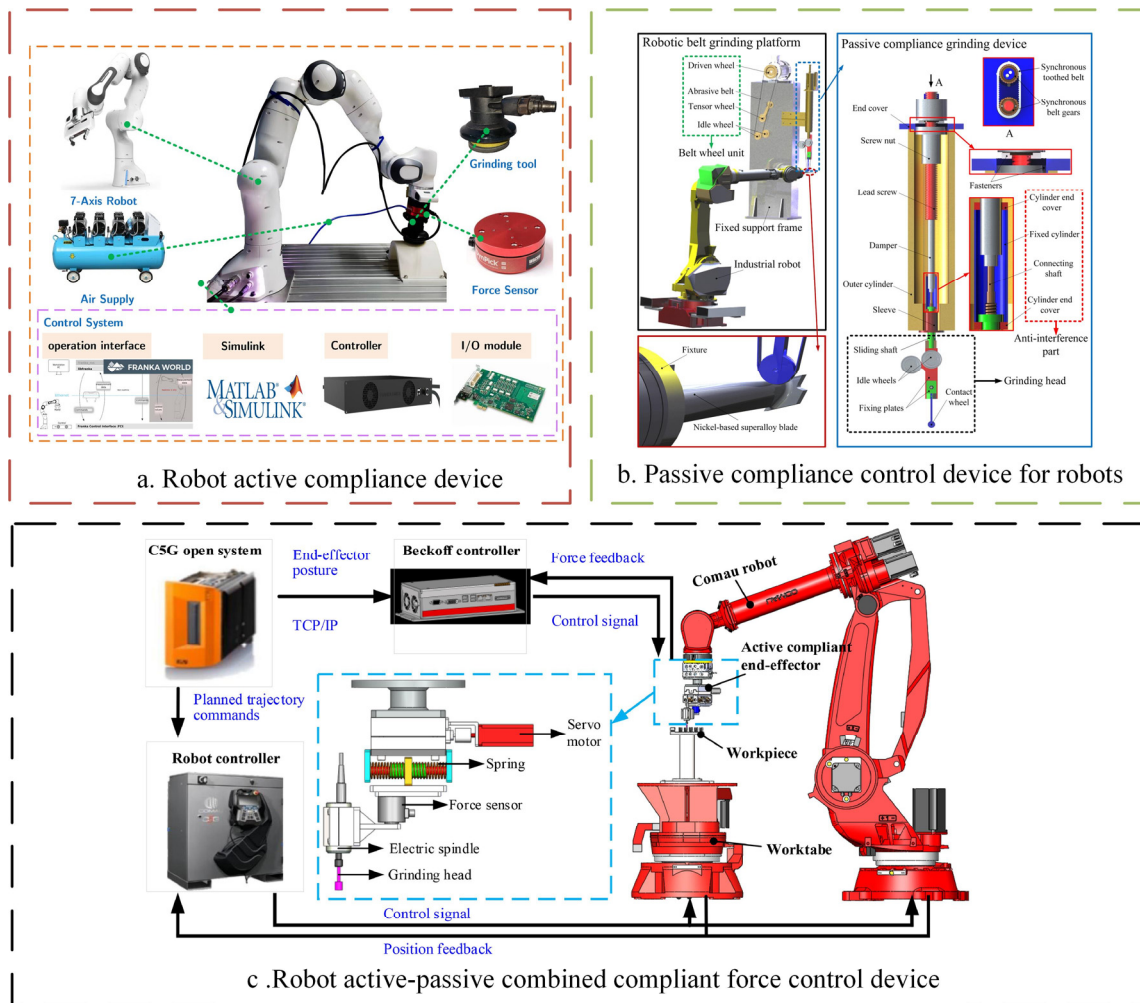 7-Axis Robot
Air Supply
Grinding tool
Force Sensor
Control System
operation interface
Simulink
Controller
I/O module
FRANKA WORLD
MATLAB
&SIMULINK
a. Robot active compliance device
Robotic belt grinding platform
Driven wheel
Abrasive belt
Tensor wheel
Idle wheel
Belt wheel unit
Fixed support frame
Industrial robot
Fixture
Nickel-based superalloy blade
Passive compliance grinding device
A
End cover
Screw nut
Lead screw
Damper
Outer cylinder
Sleeve
Sliding shaft
Idle wheels
Fixing plates
Synchronous
toothed belt
Synchronous
belt gears
A
Fasteners
Cylinder end
cover
Fixed cylinder
Connecting
shaft
Cylinder end
cover
Anti-interference
part
Grinding head
Contact
wheel
b. Passive compliance control device for robots
C5G open system
End-effector
posture
TCP/IP
Beckoff controller
Force feedback
Control signal
Comau robot
Active compliant
end-effector
Planned trajectory
commands
Robot controller
Servo
motor
Spring
Force sensor
Electric spindle
Grinding head
Workpiece
Worktabe
Control signal
Position feedback
c .Robot active-passive combined compliant force control device